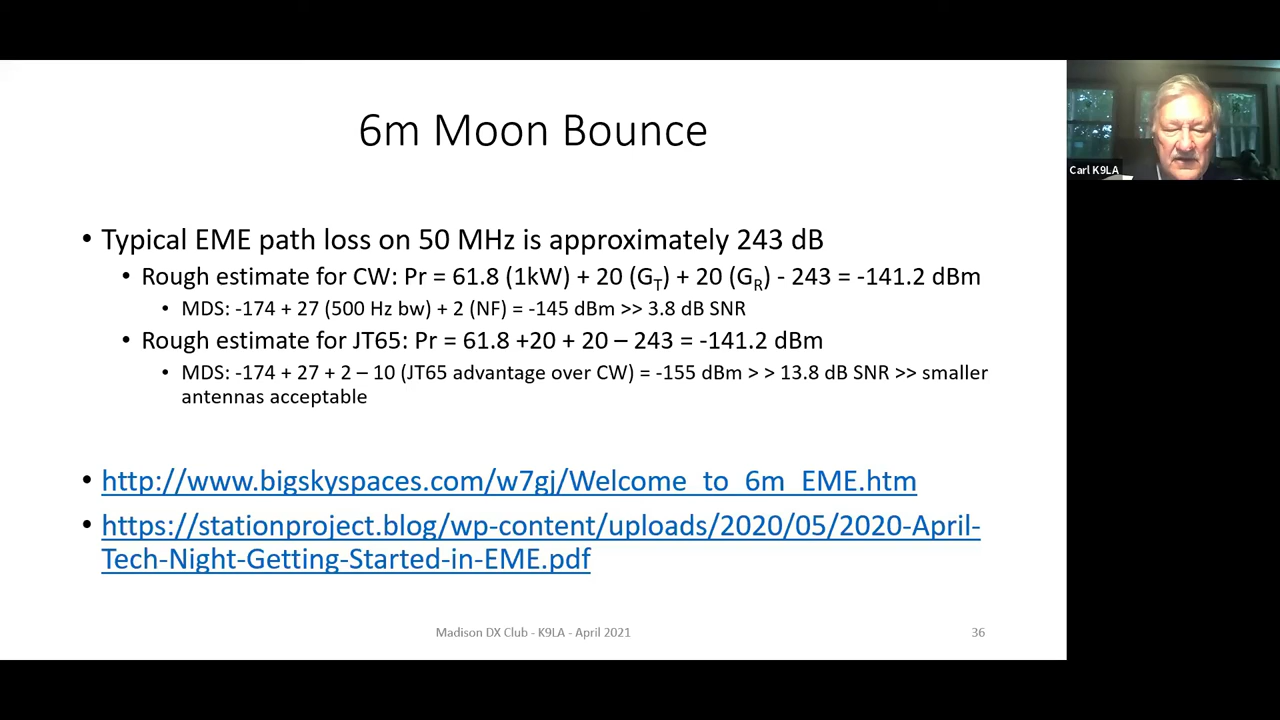 6m Moon Bounce
Carl K9LA
• Typical EME path loss on 50 MHz is approximately 243 dB
• Rough estimate for CW: Pr = 61.8 (1kW) + 20 (GT) + 20 (GR) - 243 = -141.2 dBm
• MDS: -174 + 27 (500 Hz bw) + 2 (NF) = -145 dBm >> 3.8 dB SNR
• Rough estimate for JT65: Pr = 61.8 +20 + 20 – 243 = -141.2 dBm
• MDS: -174 + 27 + 2 – 10 (JT65 advantage over CW) = -155 dBm > > 13.8 dB SNR >> smaller
antennas acceptable
• http://www.bigskyspaces.com/w7gj/Welcome_to_6m_EME.htm
• https://stationproject.blog/wp-content/uploads/2020/05/2020-April-
Tech-Night-Getting-Started-in-EME.pdf
Madison DX Club - K9LA - April 2021
36